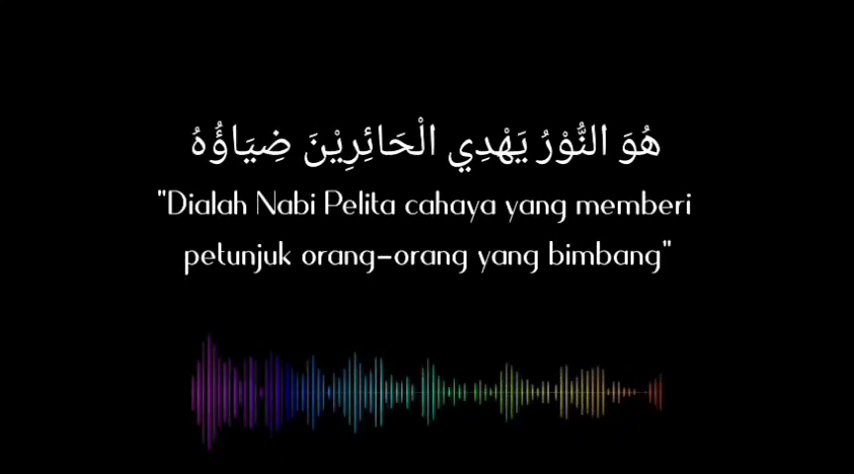 هُوَ النُّوْرُ يَهْدِي الْحَائِرِيْنَ ضِيَاؤُهُ
"Dialah Nabi Pelita cahaya yang memberi
petunjuk orang-orang yang bimbang"